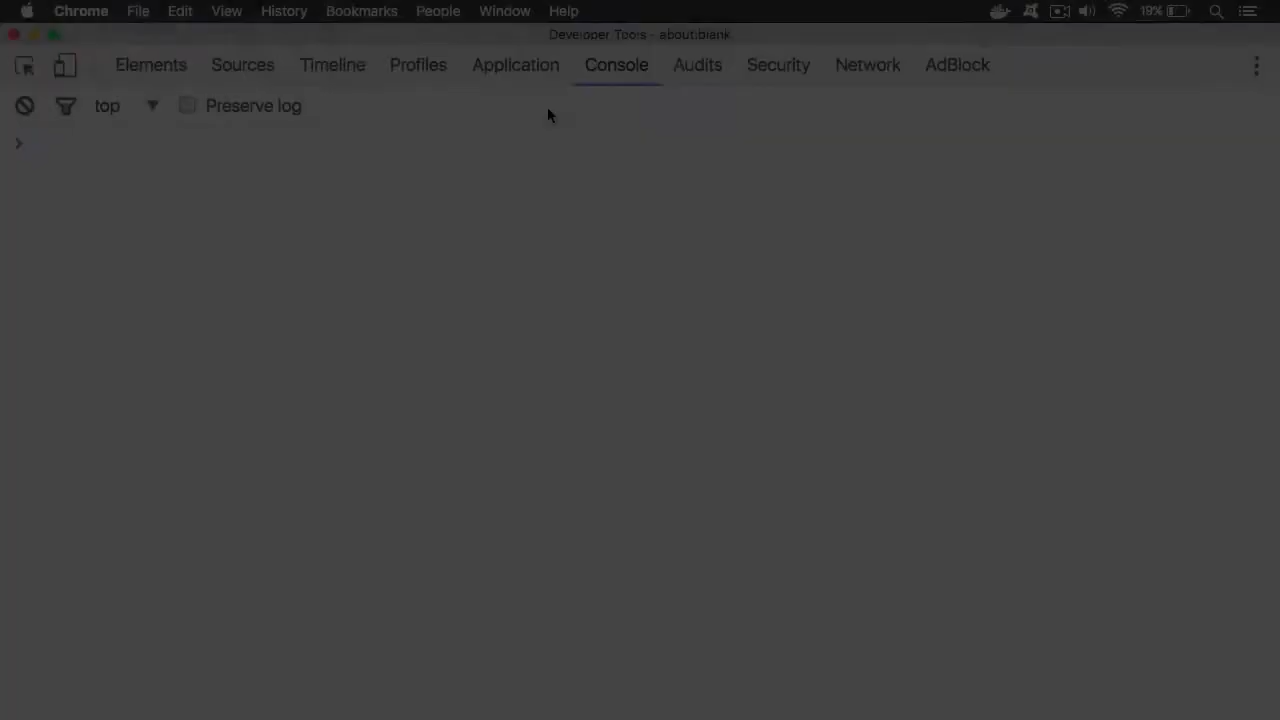 Chrome File Edit View History Bookmarks People Window Help 19%
Developer Tools - about:blank
Elements Sources Timeline Profiles Application Console Audits Security Network AdBlock
top Preserve log